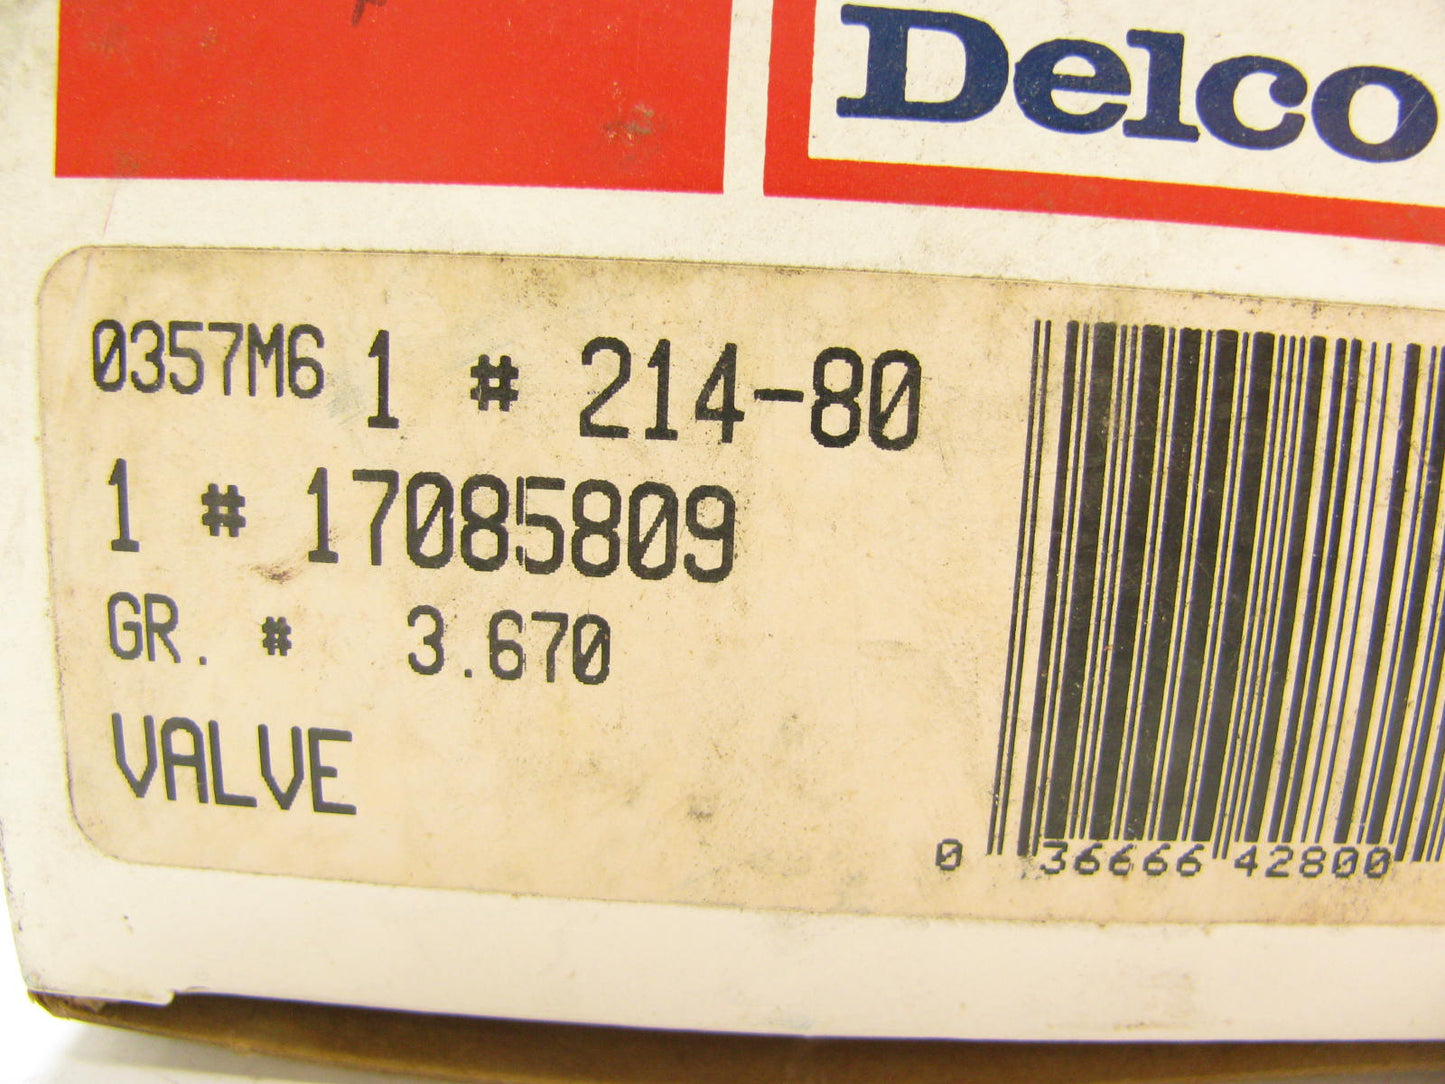 Delco
0357M6 1 # 214-80
1 # 17085809
GR. # 3.670
VALVE
0 36666 42800